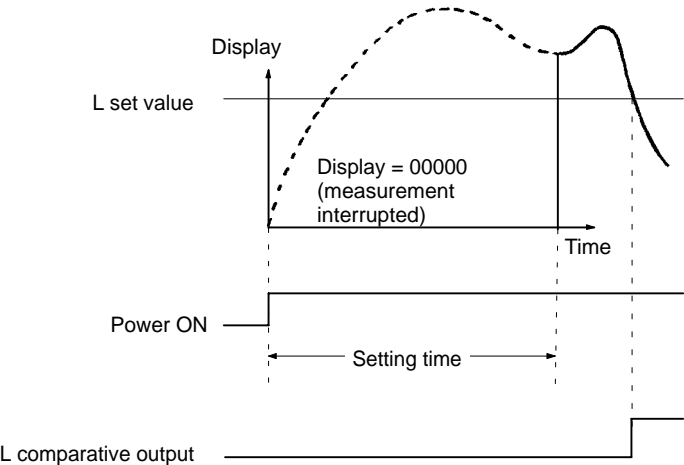 Display
L set value
Display = 00000
(measurement
interrupted)
Time
Power ON
Setting time
L comparative output